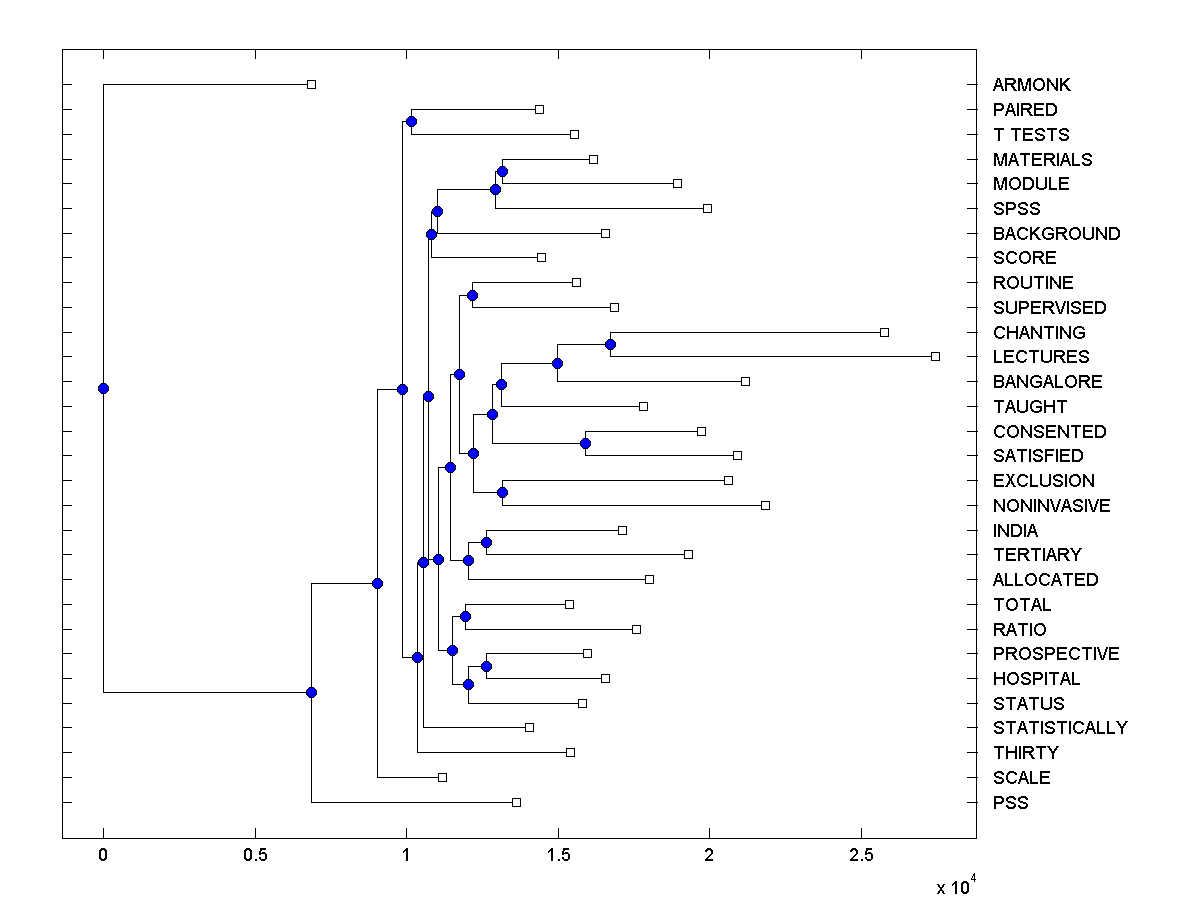 ARMONK
PAIRED
T TESTS
MATERIALS
MODULE
SPSS
BACKGROUND
SCORE
ROUTINE
SUPERVISED
CHANTING
LECTURES
BANGALORE
TAUGHT
CONSENTED
SATISFIED
EXCLUSION
NONINVASIVE
INDIA
TERTIARY
ALLOCATED
TOTAL
RATIO
PROSPECTIVE
HOSPITAL
STATUS
STATISTICALLY
THIRTY
SCALE
PSS
0 0.5 1 1.5 2 2.5
x 10^4